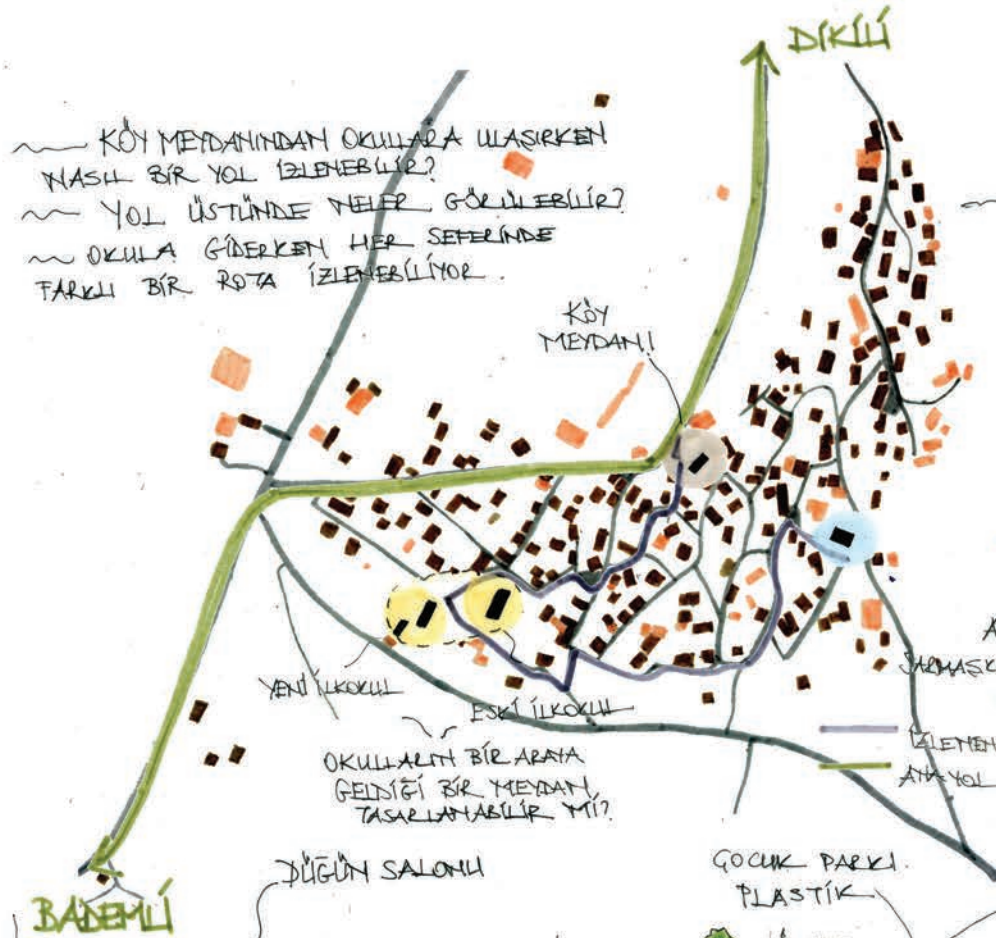 DİKİLİ
KÖY MEYDANINDAN OKULLARA ULAŞIRKEN
NASIL BİR YOL İZLENEBİLİR?
YOL ÜSTÜNDE NELER GÖRÜLEBİLİR?
OKULA GİDERKEN HER SEFERİNDE
FARKLI BİR ROTA İZLENEBİLİYOR.
KÖY
MEYDANI
YENİ İLKOKUL
ESKİ İLKOKUL
OKULLARIN BİR ARAYA
GELDİĞİ BİR MEYDAN
TASARLANABİLİR Mİ?
A
SARMAŞK
İZLENEN
ANA YOL
DÜĞÜN SALONU
ÇOCUK PARKI.
PLASTİK
BADEMLİ